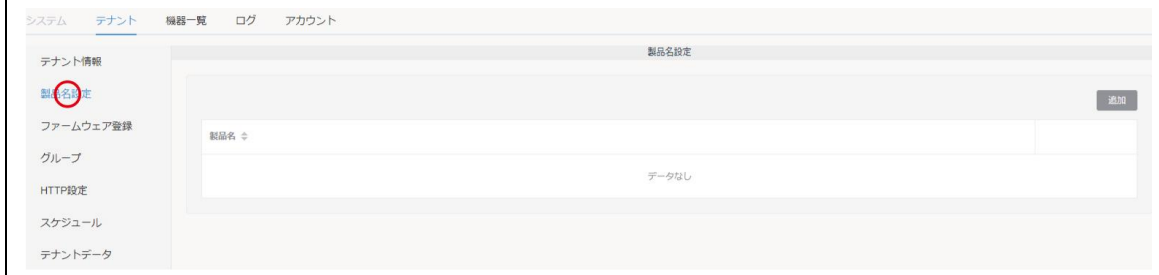 システム テナント 機器一覧 ログ アカウント
製品名設定
テナント情報
製品名設定
追加
ファームウェア登録
製品名
グループ
データなし
HTTP設定
スケジュール
テナントデータ